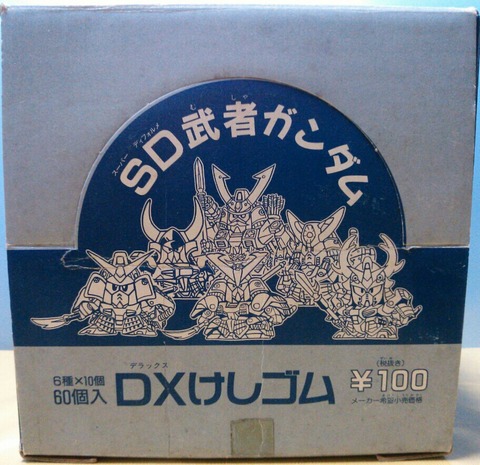 スーパー ディフォルメ
むしゃ
SD武者ガンダム
デラックス
6種×10個
60個入
DXけしゴム
(税抜き)
¥100
メーカー希望小売価格